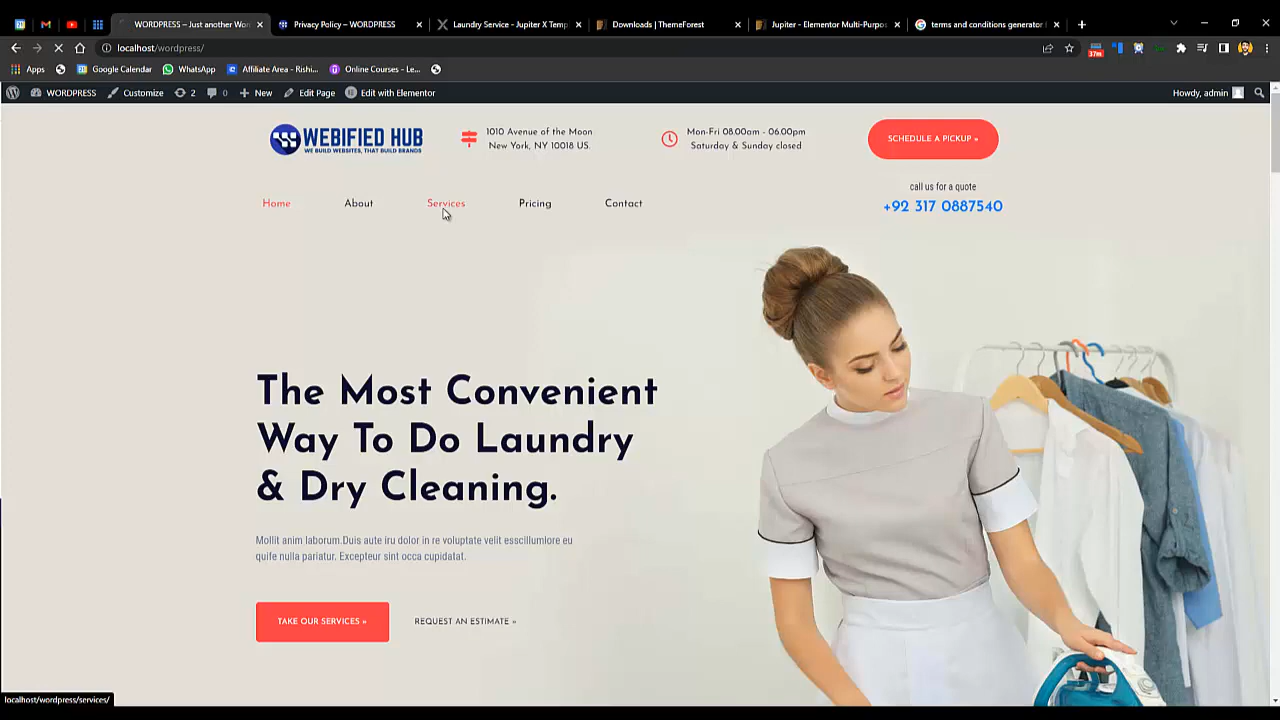 WORDPRESS – Just another Wor
Privacy Policy – WORDPRESS
Laundry Service - Jupiter X Temp
Downloads | ThemeForest
Jupiter - Elementor Multi-Purpos
terms and conditions generator
localhost/wordpress/
37m
Apps
Google Calendar
WhatsApp
Affiliate Area - Rishi...
Online Courses - Le...
WORDPRESS
Customize
2
0
New
Edit Page
Edit with Elementor
Howdy, admin
WEBIFIED HUB
WE BUILD WEBSITES, THAT BUILD BRANDS
1010 Avenue of the Moon
New York, NY 10018 US.
Mon-Fri 08.00am - 06.00pm
Saturday & Sunday closed
SCHEDULE A PICKUP »
call us for a quote
+92 317 0887540
Home
About
Services
Pricing
Contact
The Most Convenient
Way To Do Laundry
& Dry Cleaning.
Mollit anim laborum.Duis aute iru dolor in re voluptate velit esscillumlore eu
quife nulla pariatur. Excepteur sint occa cupidatat.
TAKE OUR SERVICES »
REQUEST AN ESTIMATE »
localhost/wordpress/services/